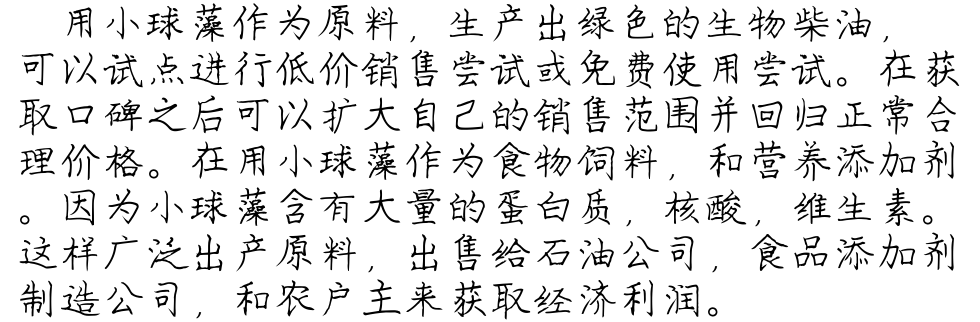 用小球藻作为原料，生产出绿色的生物柴油，
可以试点进行低价销售尝试或免费使用尝试。在获
取口碑之后可以扩大自己的销售范围并回归正常合
理价格。在用小球藻作为食物饲料，和营养添加剂
。因为小球藻含有大量的蛋白质，核酸，维生素。
这样广泛出产原料，出售给石油公司，食品添加剂
制造公司，和农户主来获取经济利润。